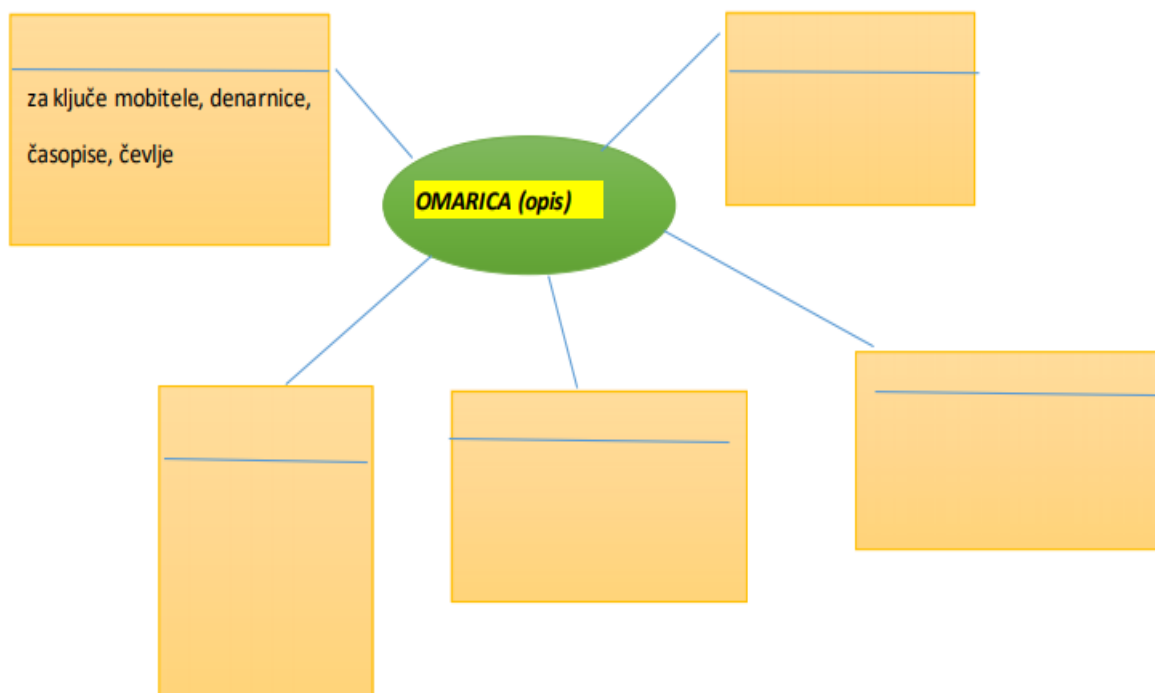 za ključe mobitele, denarnice,
časopise, čevlje
OMARICA (opis)